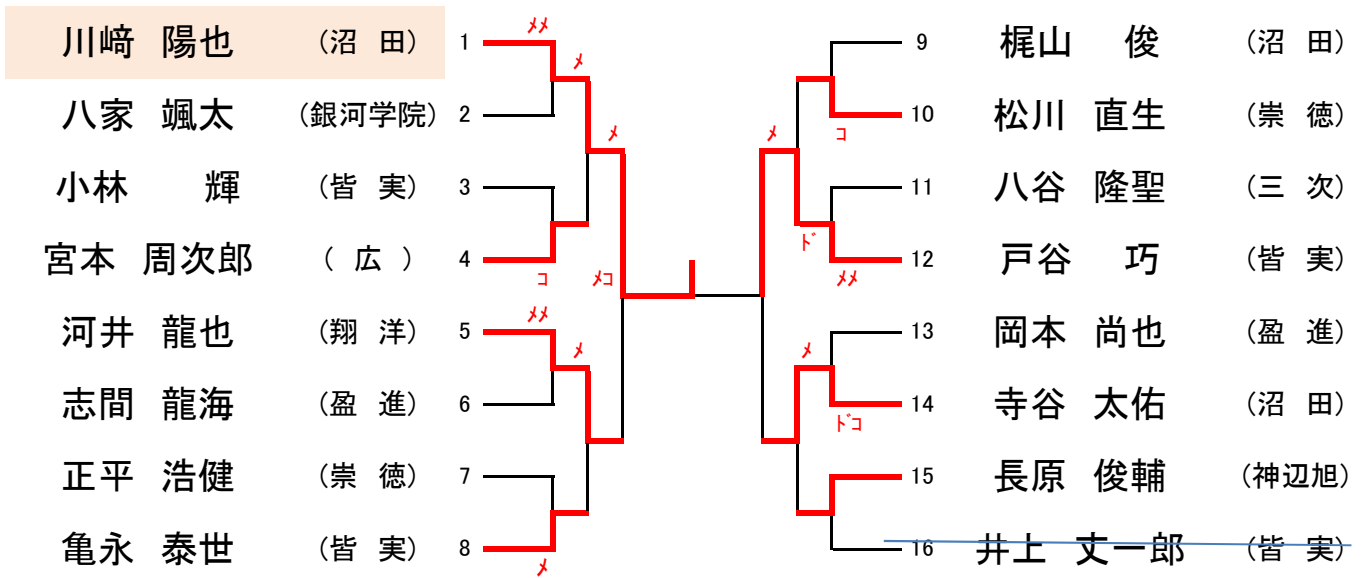 川﨑 陽也 (沼 田) 1
八家 颯太 (銀河学院) 2
小林 輝 (皆 実) 3
宮本 周次郎 ( 広 ) 4
河井 龍也 (翔 洋) 5
志間 龍海 (盈 進) 6
正平 浩健 (崇 徳) 7
亀永 泰世 (皆 実) 8
ﾒﾒ
ﾒ
ﾒ
ｺ
ﾒｺ
ﾒﾒ
ﾒ
ﾒ
9 梶山 俊 (沼 田)
10 松川 直生 (崇 徳)
11 八谷 隆聖 (三 次)
12 戸谷 巧 (皆 実)
13 岡本 尚也 (盈 進)
14 寺谷 太佑 (沼 田)
15 長原 俊輔 (神辺旭)
16 井上 丈一郎 (皆 実)
ﾒ
ｺ
ﾄﾞ
ﾒﾒ
ﾒ
ﾄﾞｺ